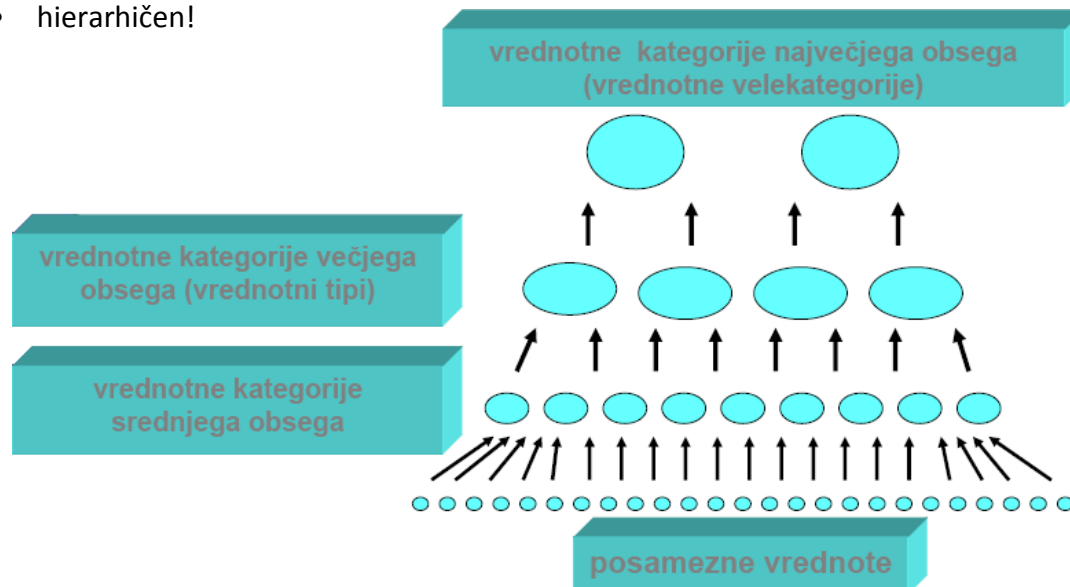 • hierarhičen!
vrednotne kategorije največjega obsega
(vrednotne velekategorije)
vrednotne kategorije večjega
obsega (vrednotni tipi)
vrednotne kategorije
srednjega obsega
posamezne vrednote